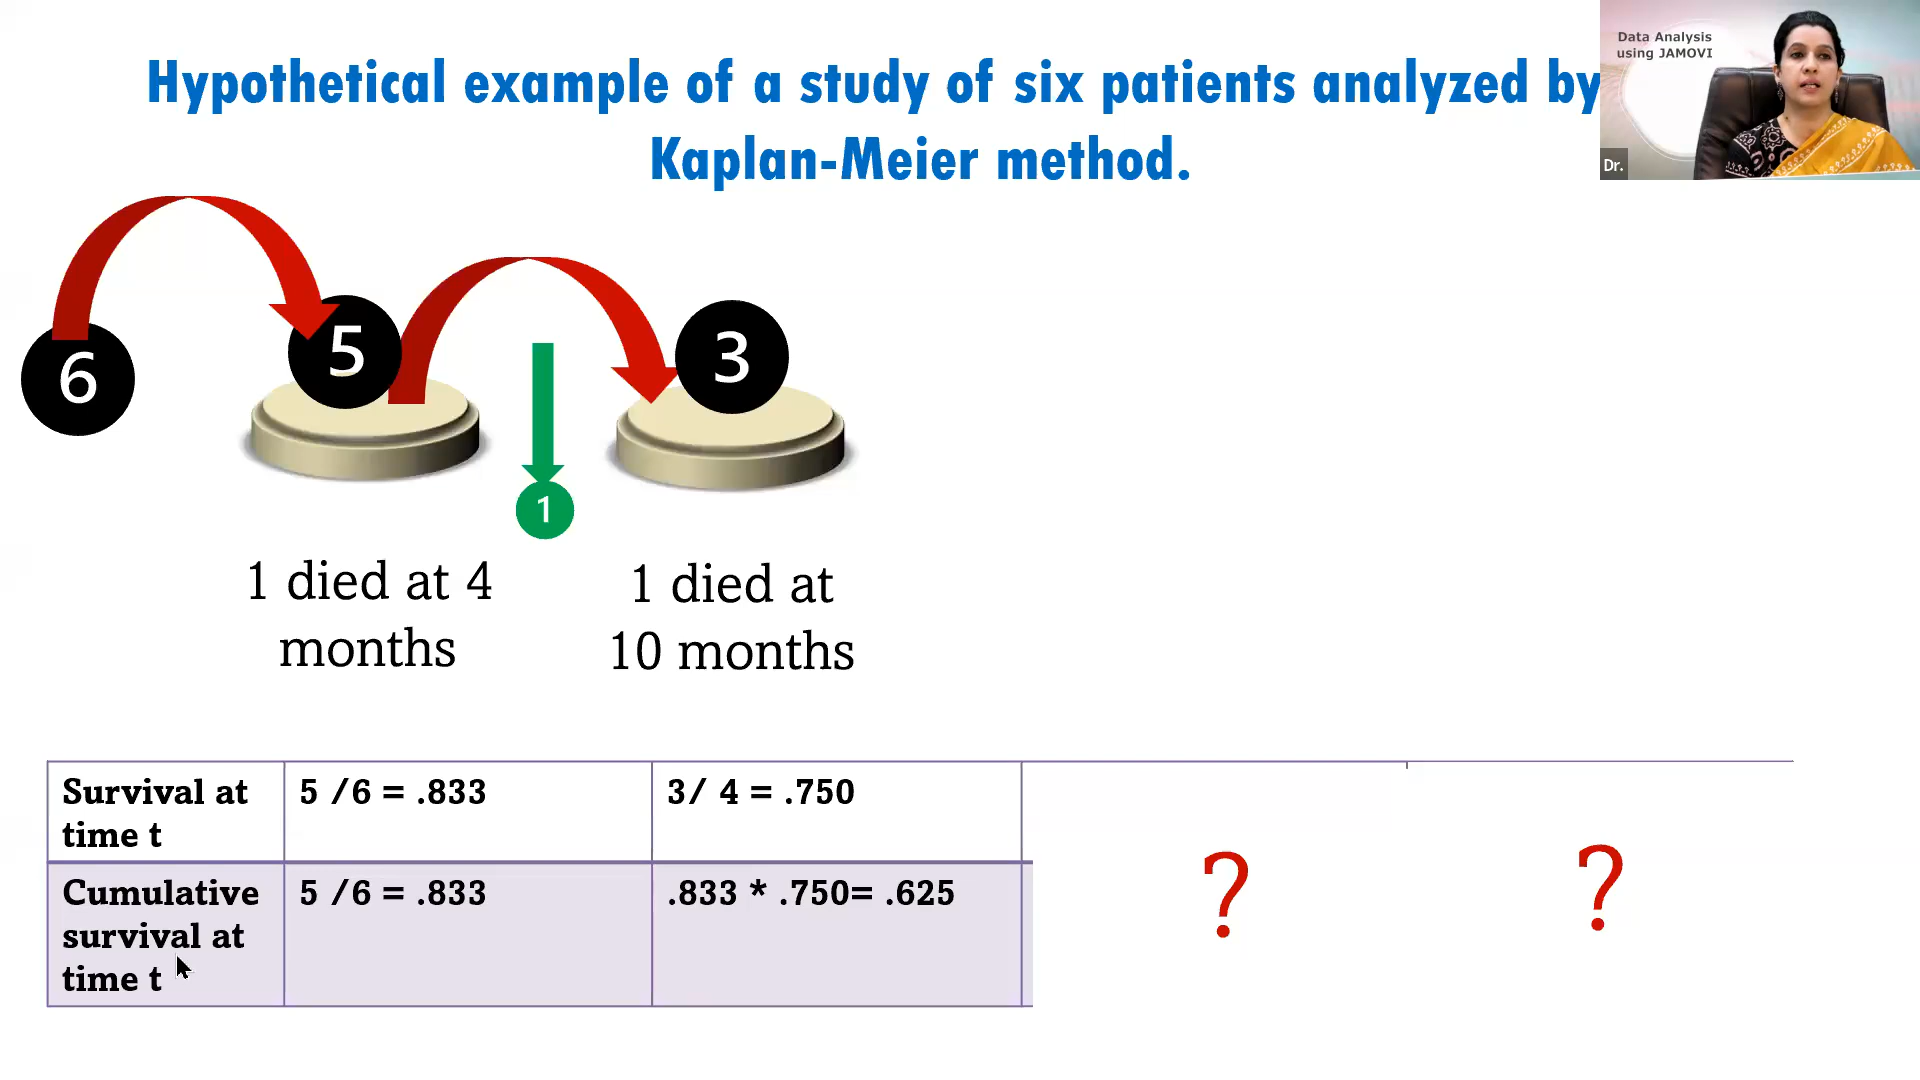 Hypothetical example of a study of six patients analyzed by
Kaplan-Meier method.
Data Analysis
using JAMOVI
Dr.
6
5
3
1
1 died at 4
months
1 died at
10 months
Survival at
time t
5 /6 = .833
3/ 4 = .750
Cumulative
survival at
time t
5 /6 = .833
.833 * .750= .625
?
?